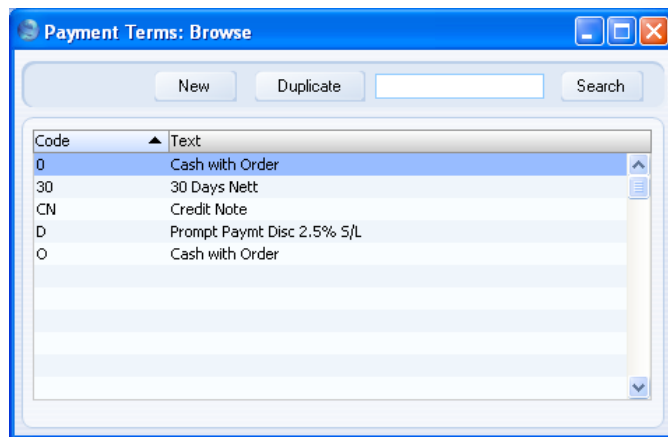 Payment Terms: Browse
New Duplicate Search
Code Text
0 Cash with Order
30 30 Days Nett
CN Credit Note
D Prompt Paymt Disc 2.5% S/L
O Cash with Order